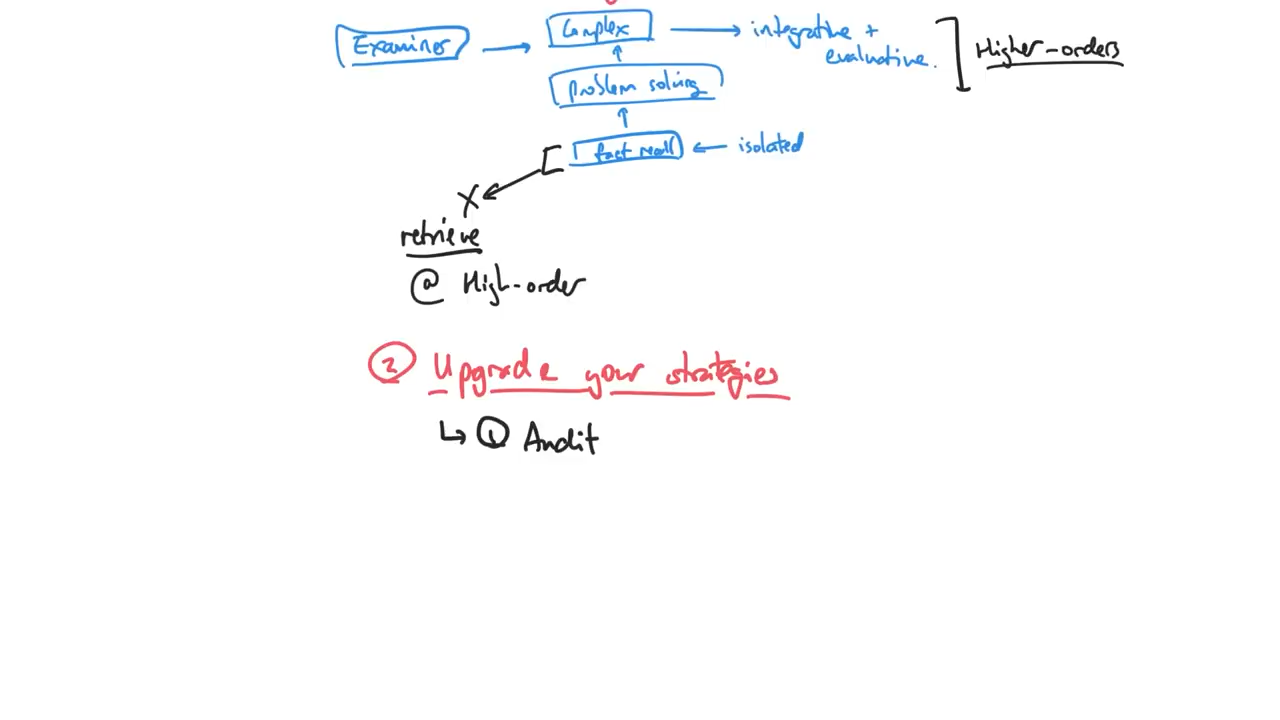 Examiner → Complex → integrative +
evaluative.
Higher-orders
problem solving
fact recall ← isolated
X
retrieve
@ High-order
② Upgrade your strategies
↳ ① Audit